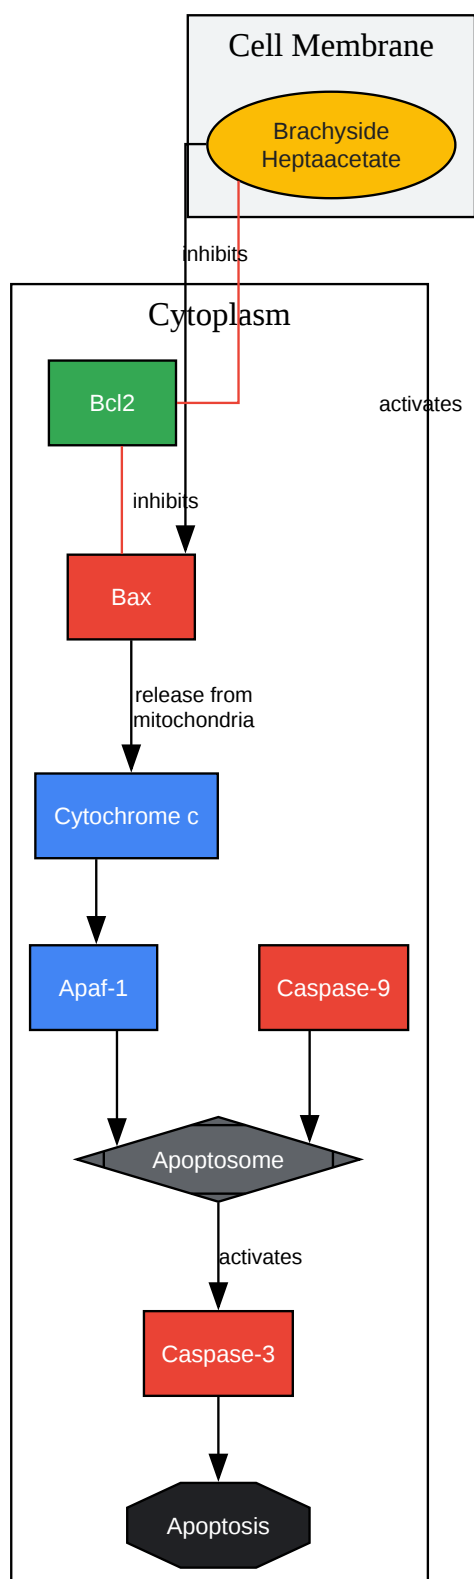 Cell Membrane
Brachyside
Heptaacetate
inhibits
Cytoplasm
Bcl2
activates
inhibits
Bax
release from
mitochondria
Cytochrome c
Apaf-1
Caspase-9
Apoptosome
activates
Caspase-3
Apoptosis